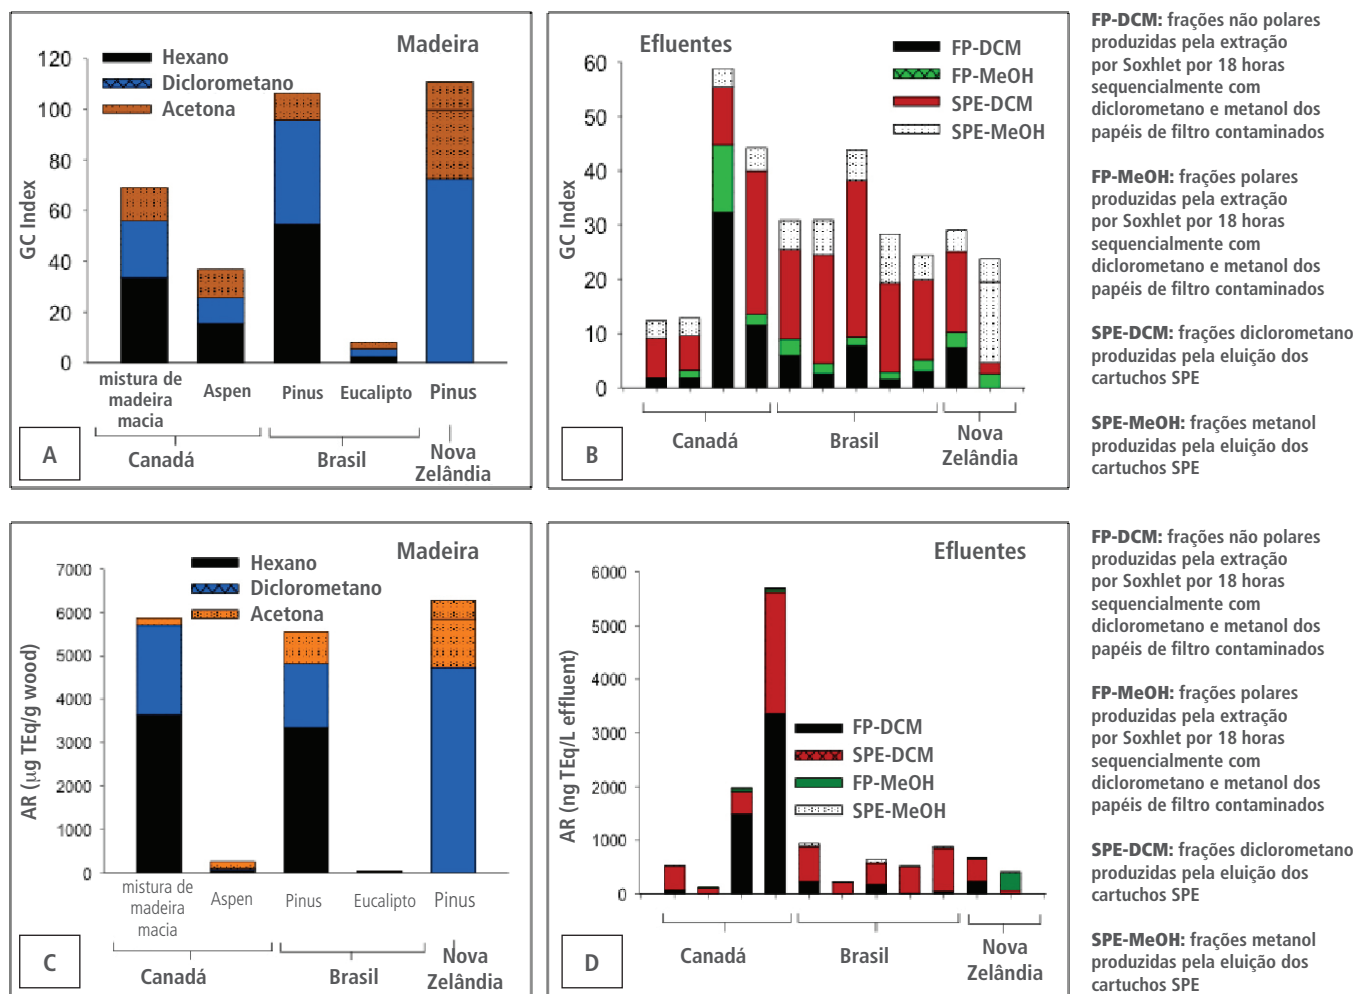 Madeira
Hexano
Diclorometano
Acetona
GC Index
120
100
80
60
40
20
0
mistura de
madeira
macia
Aspen
Pinus
Eucalipto
Pinus
Canadá
Brasil
Nova
Zelândia
A
Efluentes
FP-DCM
FP-MeOH
SPE-DCM
SPE-MeOH
GC Index
60
50
40
30
20
10
0
Canadá
Brasil
Nova
Zelândia
B
FP-DCM: frações não polares
produzidas pela extração
por Soxhlet por 18 horas
sequencialmente com
diclorometano e metanol dos
papéis de filtro contaminados
FP-MeOH: frações polares
produzidas pela extração
por Soxhlet por 18 horas
sequencialmente com
diclorometano e metanol dos
papéis de filtro contaminados
SPE-DCM: frações diclorometano
produzidas pela eluição dos
cartuchos SPE
SPE-MeOH: frações metanol
produzidas pela eluição dos
cartuchos SPE
Madeira
Hexano
Diclorometano
Acetona
AR (µg TEq/g wood)
7000
6000
5000
4000
3000
2000
1000
0
mistura de
madeira
macia
Aspen
Pinus
Eucalipto
Pinus
Canadá
Brasil
Nova
Zelândia
C
Efluentes
AR (ng TEq/L effluent)
6000
5000
4000
3000
2000
1000
0
FP-DCM
SPE-DCM
FP-MeOH
SPE-MeOH
Canadá
Brasil
Nova
Zelândia
D
FP-DCM: frações não polares
produzidas pela extração
por Soxhlet por 18 horas
sequencialmente com
diclorometano e metanol dos
papéis de filtro contaminados
FP-MeOH: frações polares
produzidas pela extração
por Soxhlet por 18 horas
sequencialmente com
diclorometano e metanol dos
papéis de filtro contaminados
SPE-DCM: frações diclorometano
produzidas pela eluição dos
cartuchos SPE
SPE-MeOH: frações metanol
produzidas pela eluição dos
cartuchos SPE